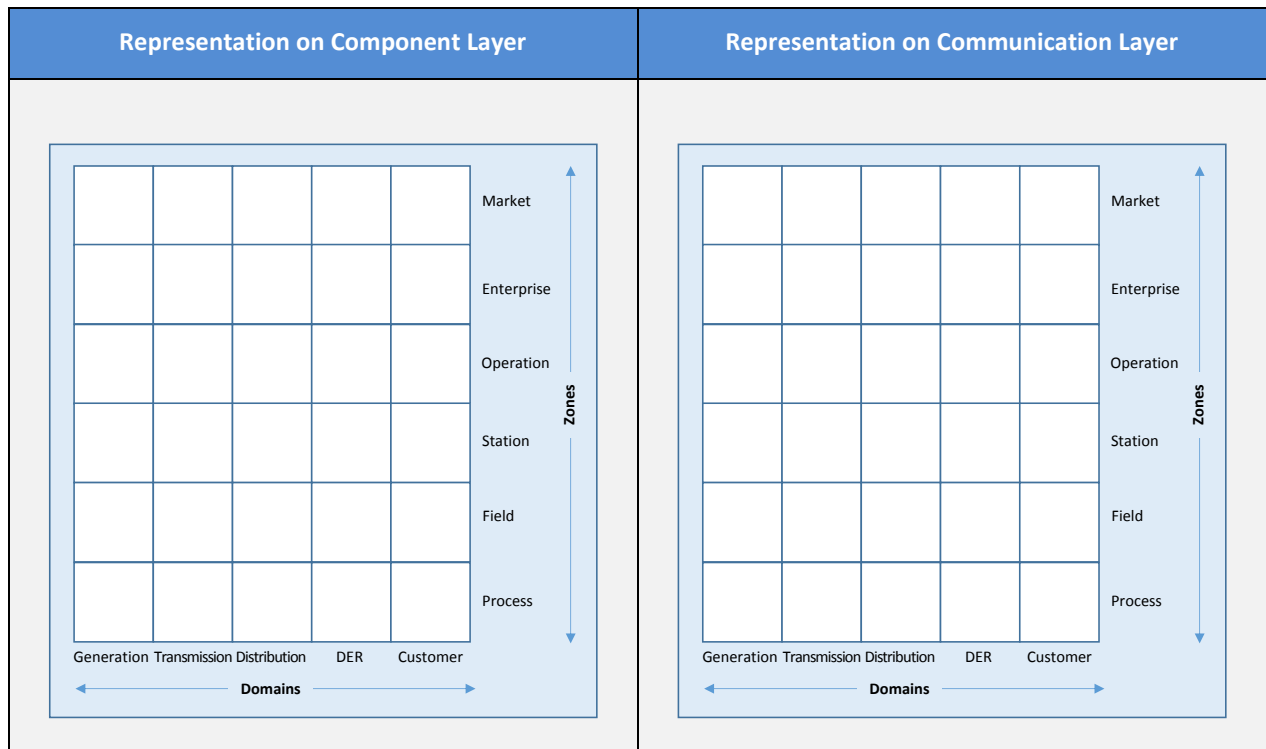 Representation on Component Layer
Representation on Communication Layer
Market
Enterprise
Operation
Station
Field
Process
Zones
Generation Transmission Distribution DER Customer
Domains
Market
Enterprise
Operation
Station
Field
Process
Zones
Generation Transmission Distribution DER Customer
Domains